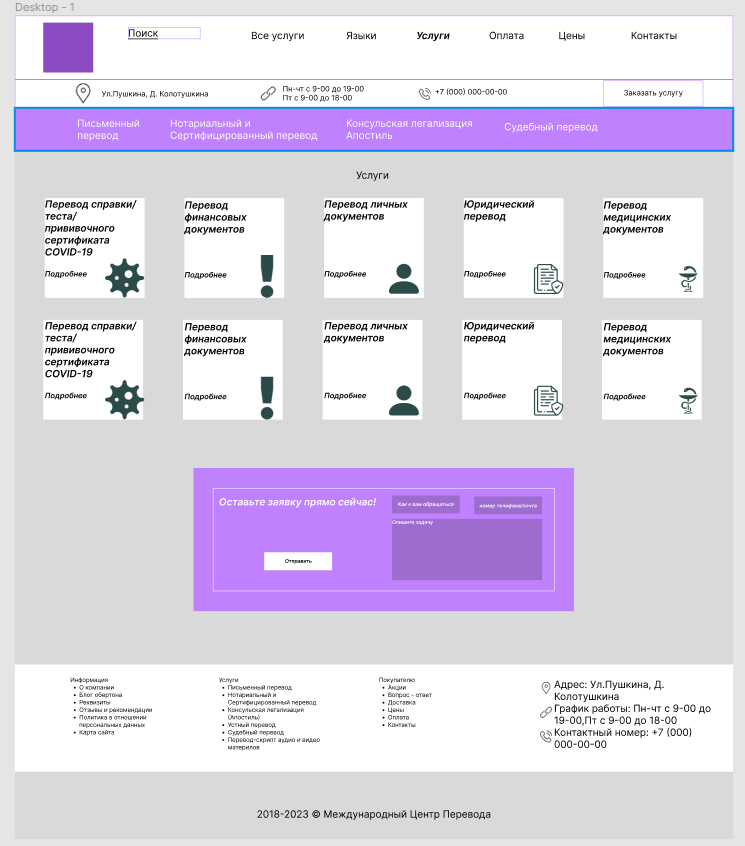 Desktop - 1
Поиск
Все услуги
Языки
Услуги
Оплата
Цены
Контакты
Ул.Пушкина, Д. Колотушкина
Пн-чт с 9-00 до 19-00
Пт с 9-00 до 18-00
+7 (000) 000-00-00
Заказать услугу
Письменный
перевод
Нотариальный и
Сертифицированный перевод
Консульская легализация
Апостиль
Судебный перевод
Услуги
Перевод справки/
теста/
прививочного
сертификата
COVID-19
Подробнее
Перевод
финансовых
документов
Подробнее
Перевод личных
документов
Подробнее
Юридический
перевод
Подробнее
Перевод
медицинских
документов
Подробнее
Перевод справки/
теста/
прививочного
сертификата
COVID-19
Подробнее
Перевод
финансовых
документов
Подробнее
Перевод личных
документов
Подробнее
Юридический
перевод
Подробнее
Перевод
медицинских
документов
Подробнее
Оставьте заявку прямо сейчас!
Как к вам обращаться
номер телефона/почта
Опишите задачу
Отправить
Информация
О компании
Блог обертона
Реквизиты
Отзывы и рекомендации
Политика в отношении
персональных данных
Карта сайта
Услуги
Письменный перевод
Нотариальный и
Сертифицированный перевод
Консульская легализация
(Апостиль)
Устный перевод
Судебный перевод
Перевод-скрипт аудио и видео
материлов
Покупателю
Акции
Вопрос - ответ
Доставка
Цены
Оплата
Контакты
Адрес: Ул.Пушкина, Д.
Колотушкина
График работы: Пн-чт с 9-00 до
19-00,Пт с 9-00 до 18-00
Контактный номер: +7 (000)
000-00-00
2018-2023 © Международный Центр Перевода